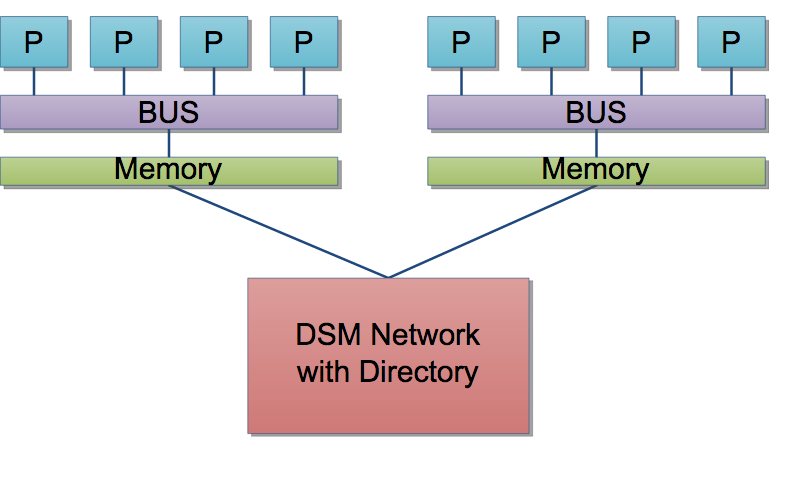 P P P P P P P P
BUS BUS
Memory Memory
DSM Network
with Directory